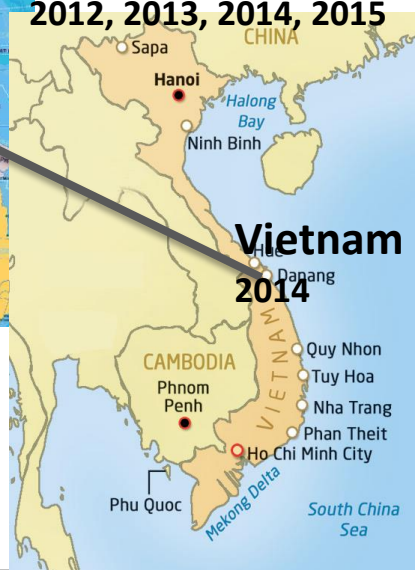 2012, 2013, 2014, 2015
CHINA
Sapa
Hanoi
Halong
Bay
Ninh Binh
Vietnam
Hue
Danang
2014
VIETNAM
Quy Nhon
CAMBODIA
Tuy Hoa
Phnom
Penh
Nha Trang
Phan Theit
Ho Chi Minh City
Phu Quoc
Mekong Delta
South China
Sea